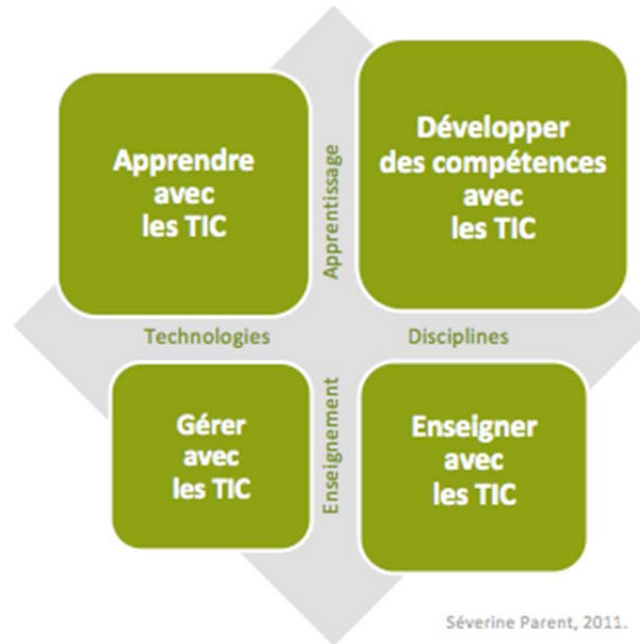 Apprendre
avec
les TIC
Développer
des compétences
avec
les TIC
Apprentissage
Technologies
Disciplines
Enseignement
Gérer
avec
les TIC
Enseigner
avec
les TIC
Séverine Parent, 2011.